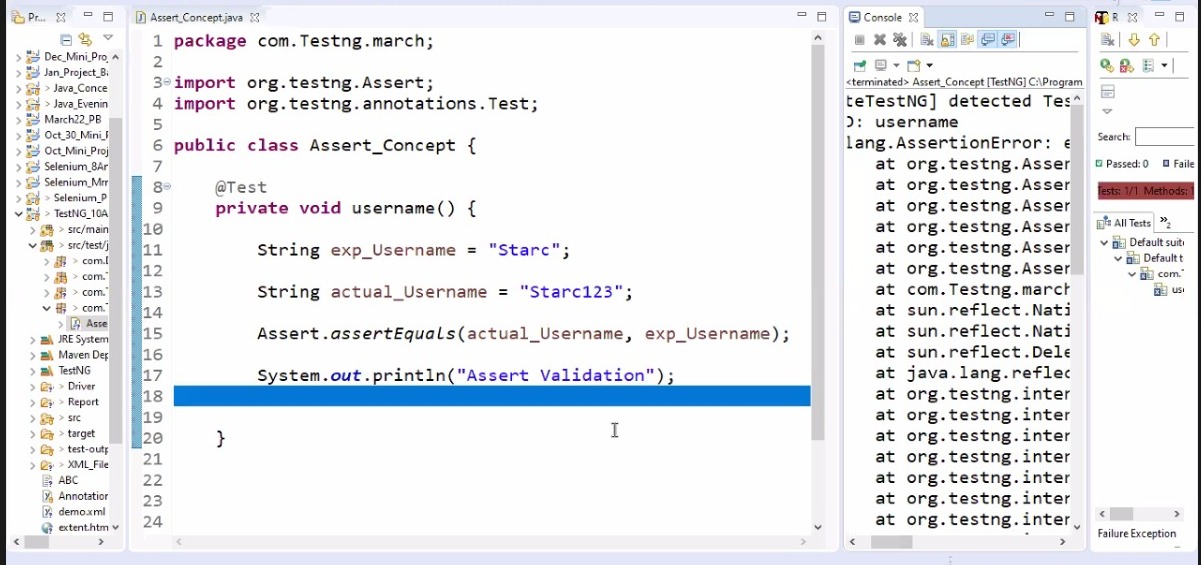 Pr...
Dec_Mini_Proj
Jan_Project_Ba
> Java_Conce
> Java_Evenin
March22_PB
Oct_30_Mini_F
Oct_Mini_Proj
Selenium_8Ar
Selenium_Mrr
> Selenium_P
> TestNG_10A
> src/main
> src/test/j
> com.
> com.
> com.
> com.
Asse
JRE System
Maven Dep
TestNG
> Driver
> Report
> src
> target
> test-outp
> XML_File
ABC
Annotation
demo.xml
extent.htm
Assert_Concept.java
1 package com.Testng.march;
2
3 import org.testng.Assert;
4 import org.testng.annotations.Test;
5
6 public class Assert_Concept {
7
8 @Test
9 private void username() {
10
11 String exp_Username = "Starc";
12
13 String actual_Username = "Starc123";
14
15 Assert.assertEquals(actual_Username, exp_Username);
16
17 System.out.println("Assert Validation");
18
19
20 }
21
22
23
24
Console
<terminated> Assert_Concept [TestNG] C:\Program
teTestNG] detected Tes
D: username
lang.AssertionError: e
at org.testng.Asser
at org.testng.Asser
at org.testng.Asser
at org.testng.Asser
at org.testng.Asser
at org.testng.Asser
at com.Testng.march
at sun.reflect.Nati
at sun.reflect.Nati
at sun.reflect.Dele
at java.lang.reflec
at org.testng.inter
at org.testng.inter
at org.testng.inter
at org.testng.inter
at org.testng.inter
at org.testng.inter
at org.testng.inter
R
Search:
Passed: 0 Faile
Tests: 1/1 Methods: 1
All Tests
»2
Default suite
Default t
com.
use
Failure Exception